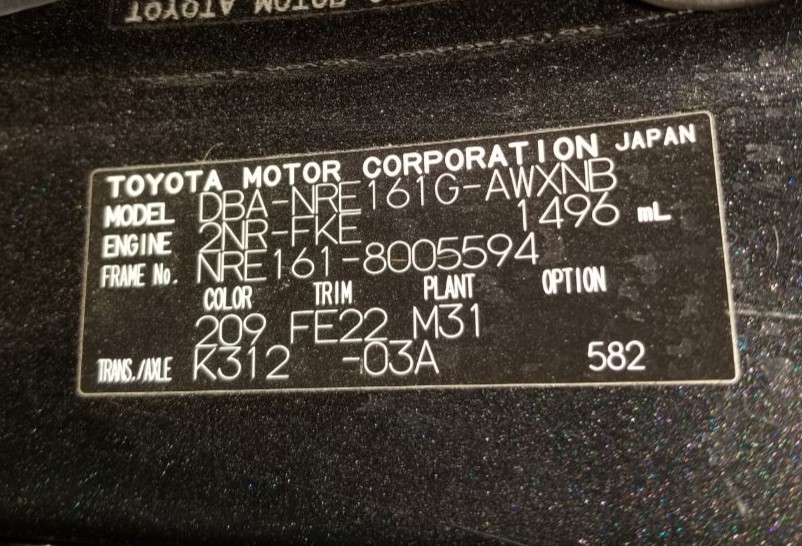 TOYOTA MOTOR CORPORATION JAPAN
MODEL DBA-NRE161G-AWXNB
ENGINE 2NR-FKE 1496 mL
FRAME No. NRE161-8005594
COLOR TRIM PLANT OPTION
209 FE22 M31
TRANS./AXLE K312 -03A 582